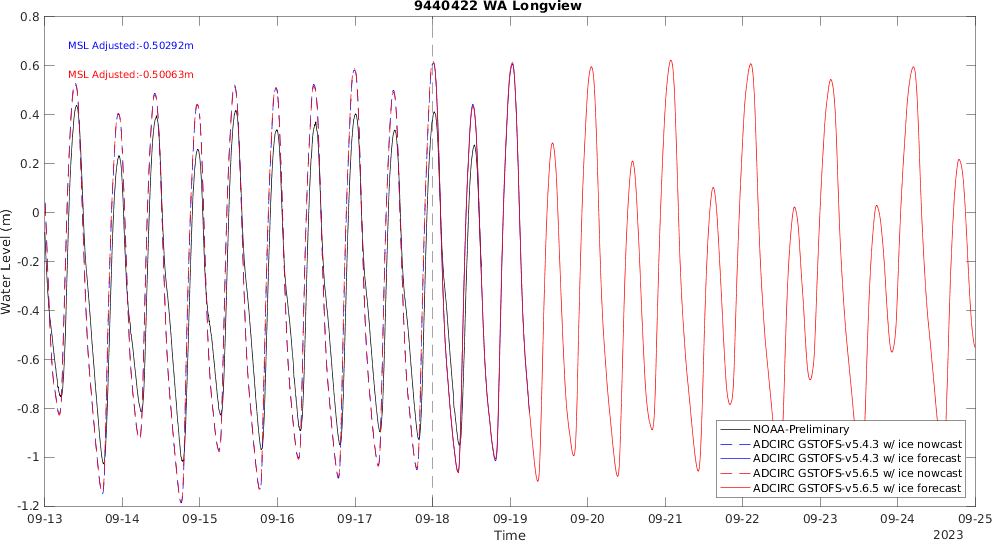 9440422 WA Longview
MSL Adjusted:-0.50292m
MSL Adjusted:-0.50063m
Water Level (m)
0.8
0.6
0.4
0.2
0
-0.2
-0.4
-0.6
-0.8
-1
-1.2
NOAA-Preliminary
ADCIRC GSTOFS-v5.4.3 w/ ice nowcast
ADCIRC GSTOFS-v5.4.3 w/ ice forecast
ADCIRC GSTOFS-v5.6.5 w/ ice nowcast
ADCIRC GSTOFS-v5.6.5 w/ ice forecast
09-13 09-14 09-15 09-16 09-17 09-18 09-19 09-20 09-21 09-22 09-23 09-24 09-25
Time
2023